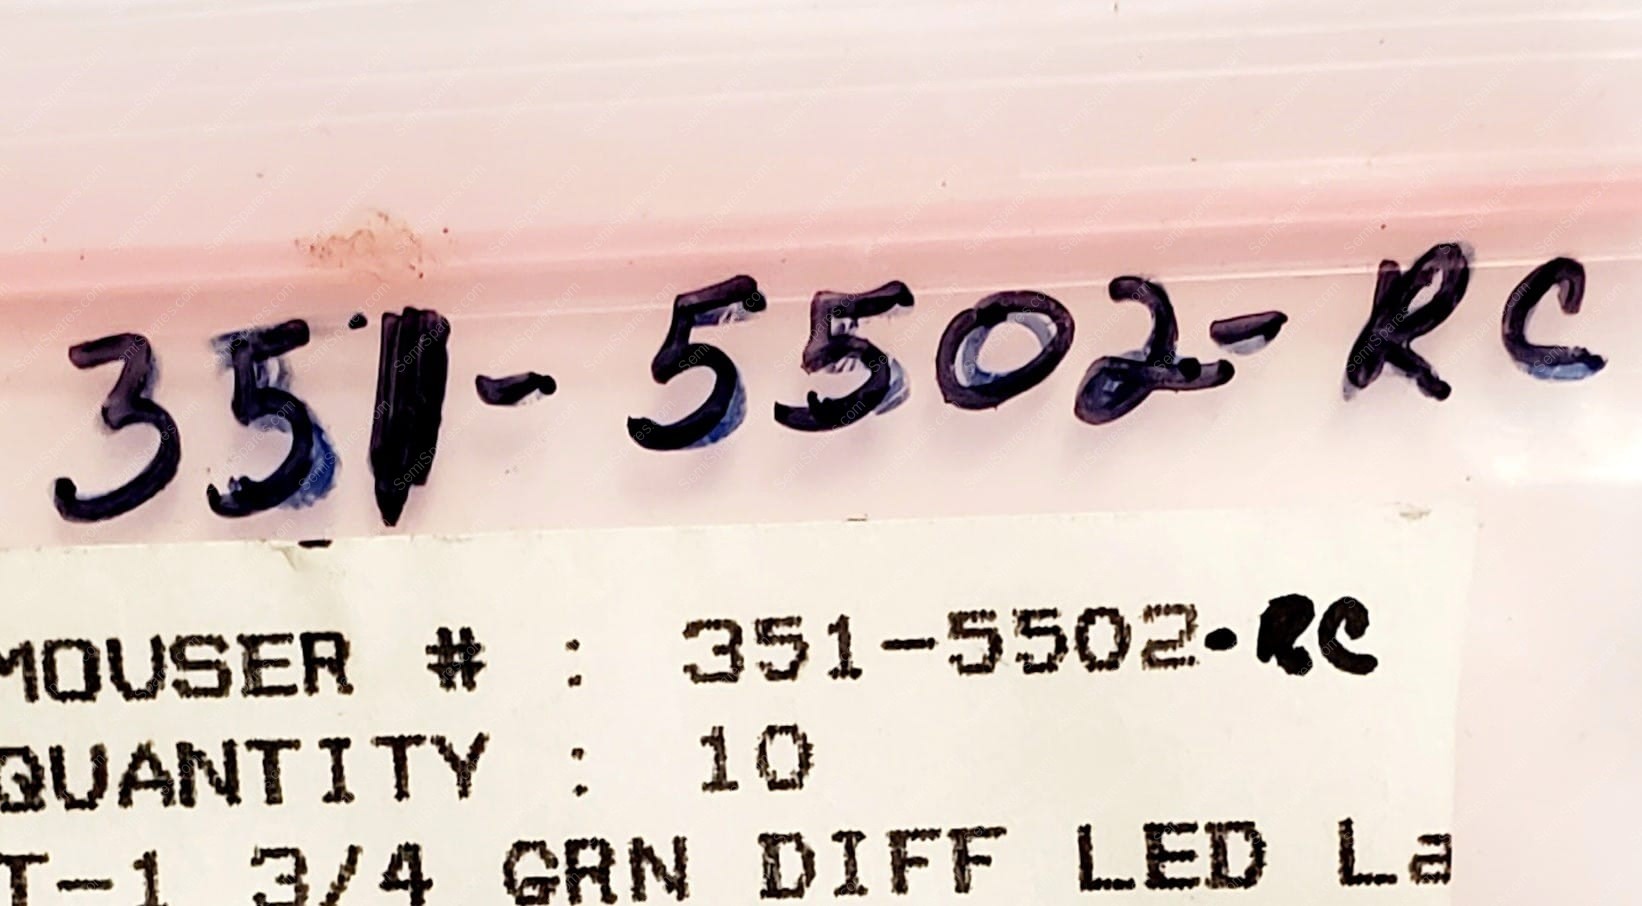 351-5502-RC
MOUSER # : 351-5502-RC
QUANTITY : 10
T-1 3/4 GRN DIFF LED La